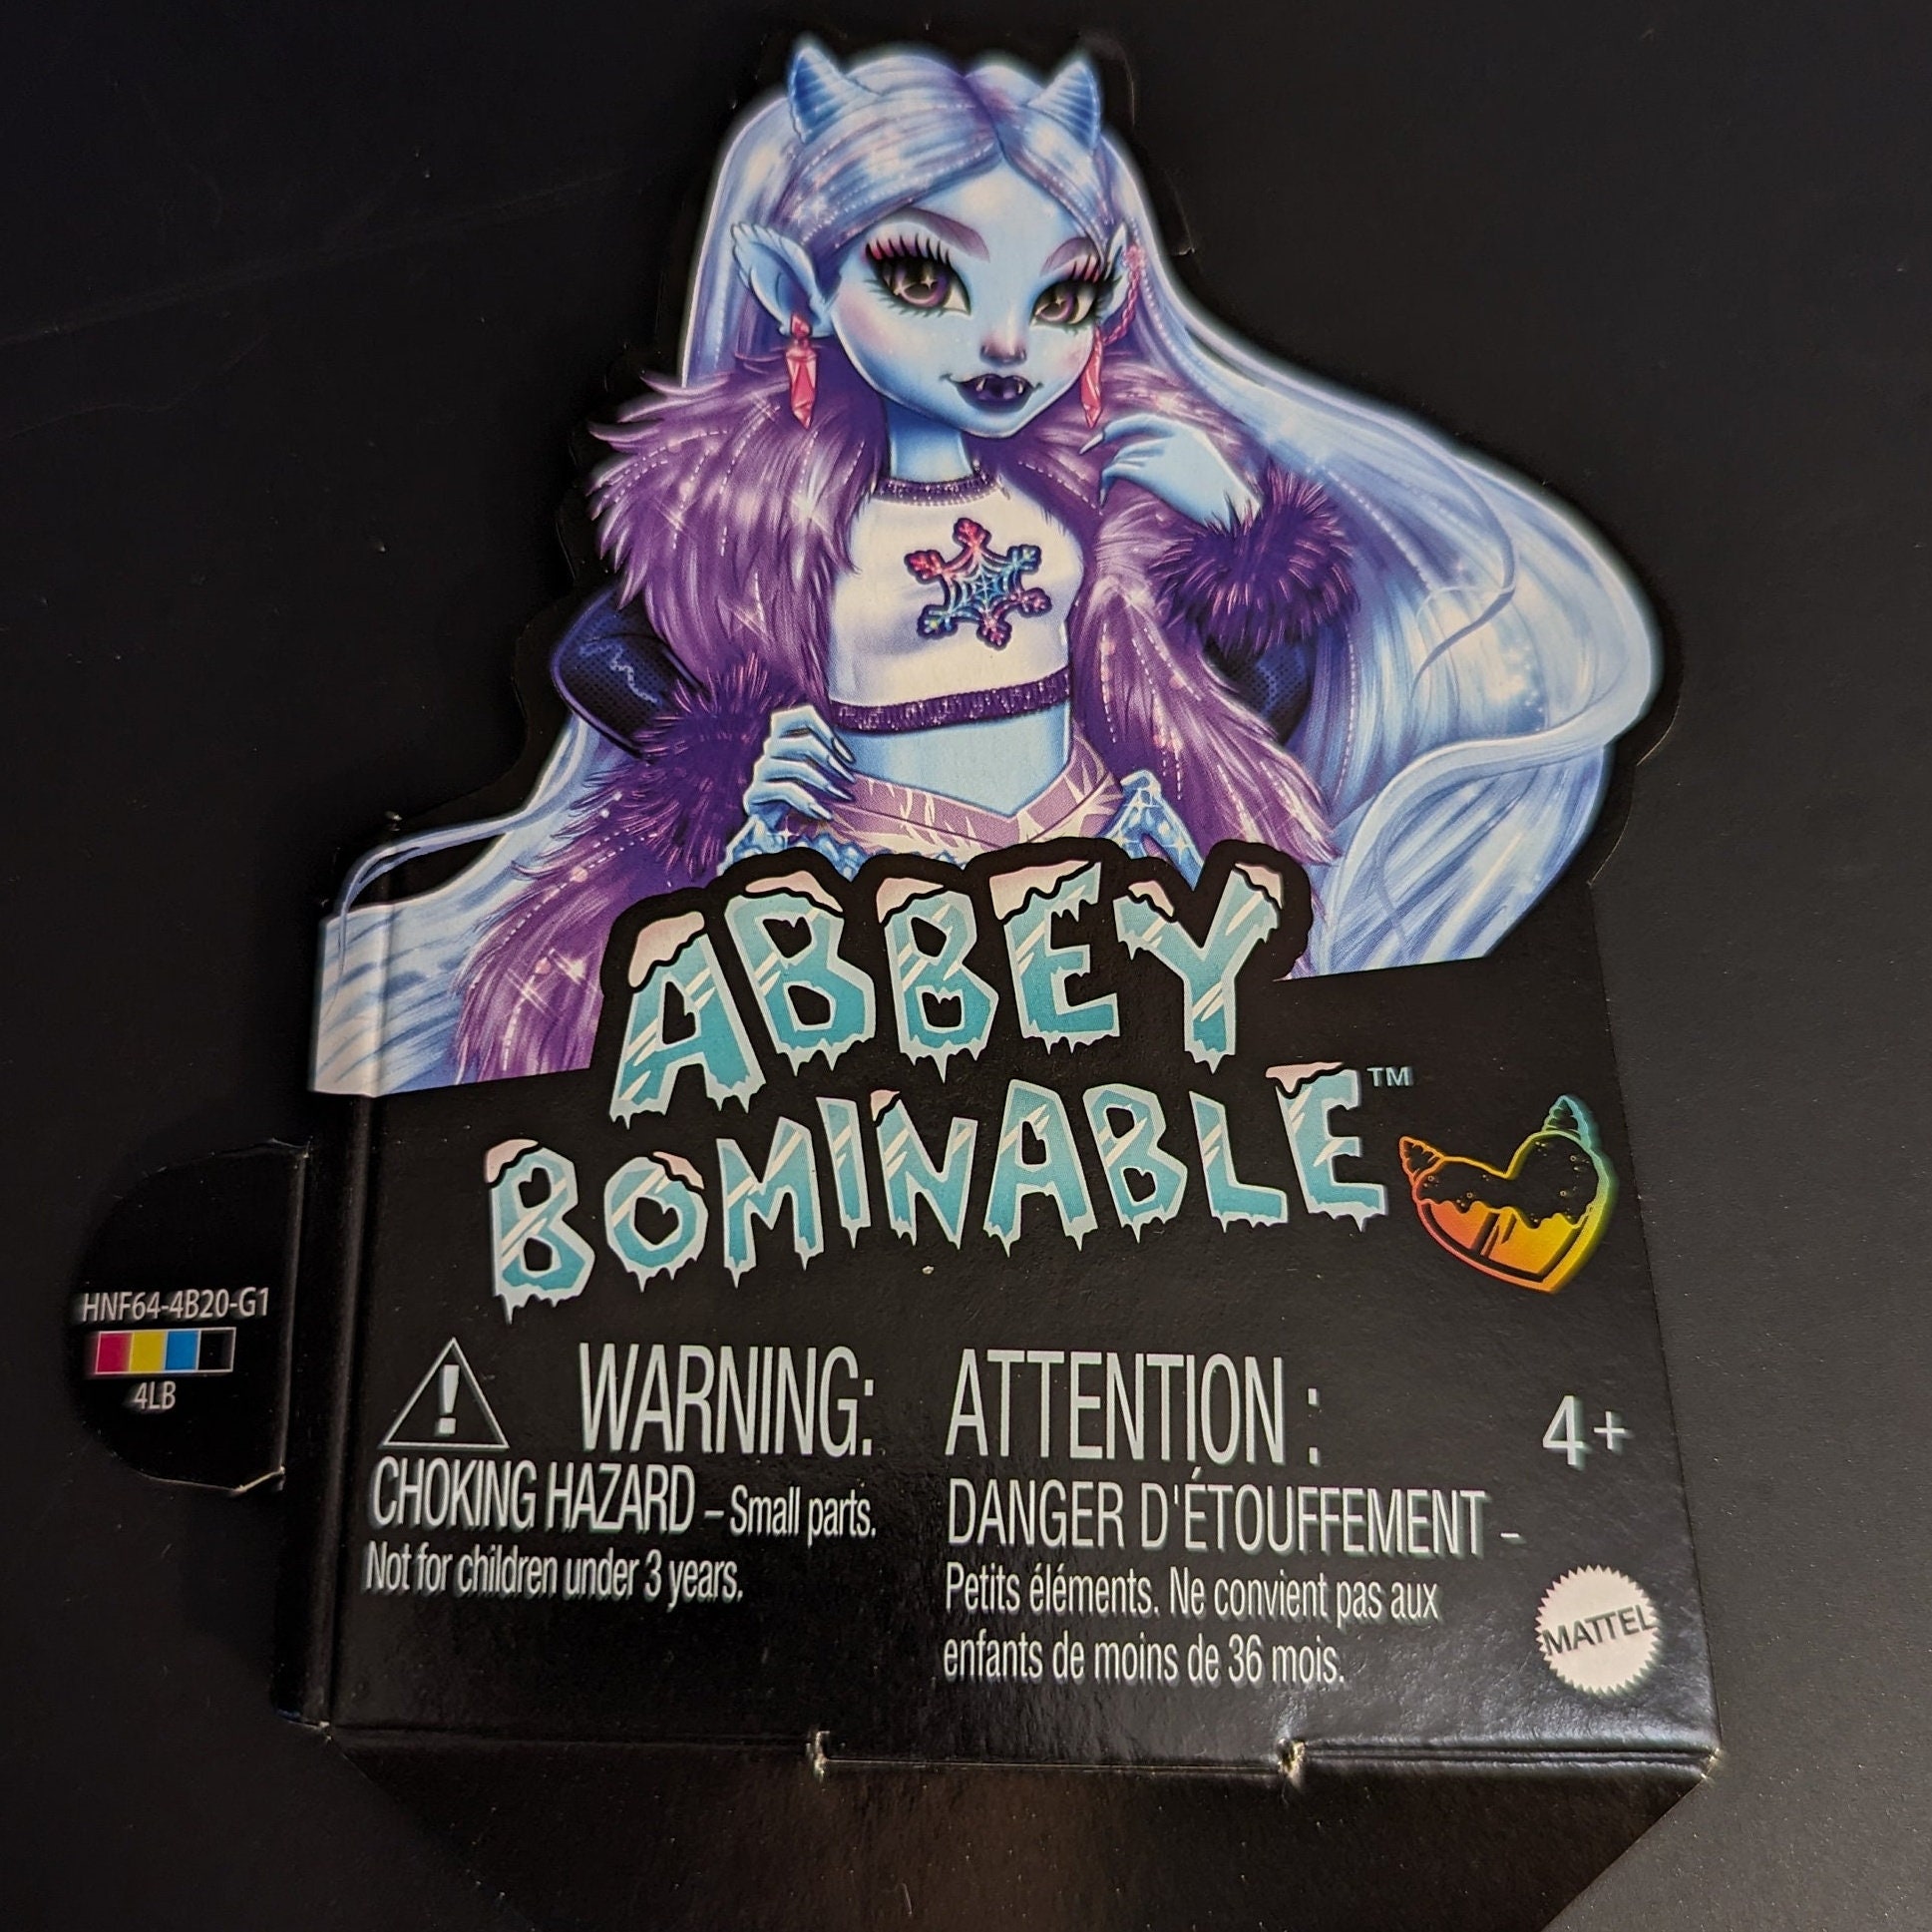 ABBEY
BOMINABLE™
HNF64-4B20-G1
4LB
WARNING:
CHOKING HAZARD – Small parts.
Not for children under 3 years.
ATTENTION :
DANGER D'ÉTOUFFEMENT –
Petits éléments. Ne convient pas aux
enfants de moins de 36 mois.
4+
MATTEL